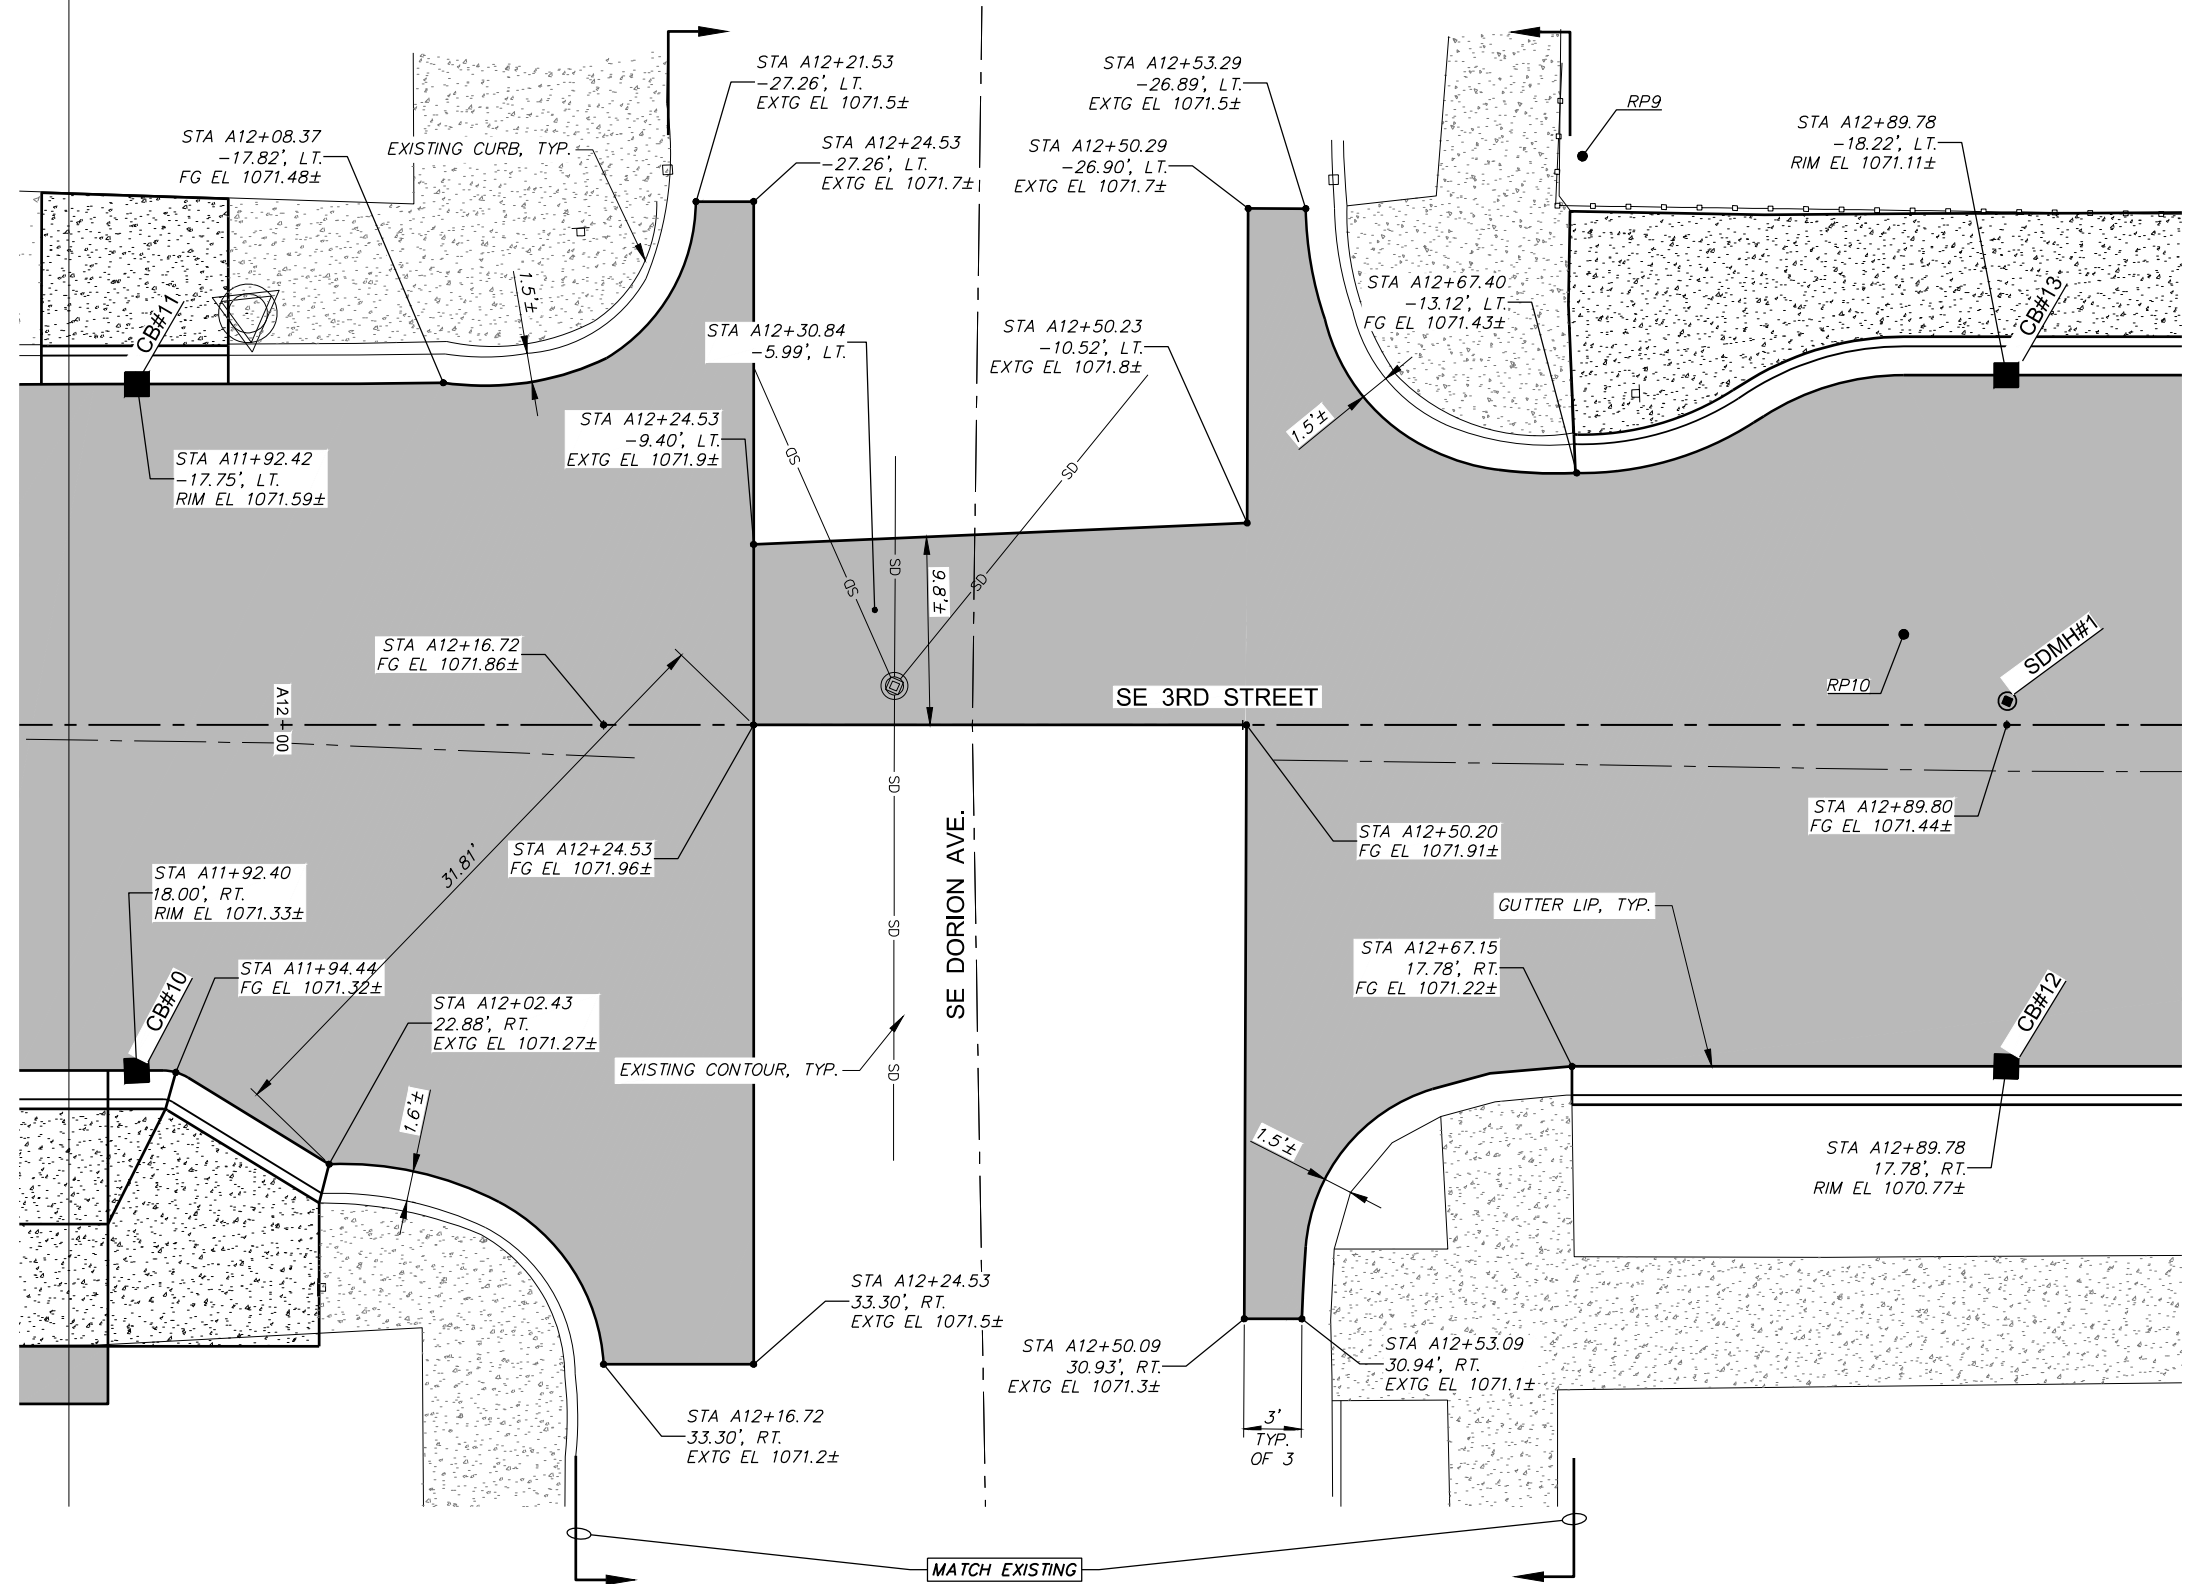 STA A12+21.53
-27.26', LT.
EXTG EL 1071.5±
STA A12+53.29
-26.89', LT.
EXTG EL 1071.5±
RP9
STA A12+08.37
-17.82', LT.
FG EL 1071.48±
EXISTING CURB, TYP.
STA A12+24.53
-27.26', LT.
EXTG EL 1071.7±
STA A12+50.29
-26.90', LT.
EXTG EL 1071.7±
STA A12+89.78
-18.22', LT.
RIM EL 1071.11±
1.5'±
CB#11
STA A12+30.84
-5.99', LT.
STA A12+50.23
-10.52', LT.
EXTG EL 1071.8±
STA A12+67.40
-13.12', LT.
FG EL 1071.43±
CB#13
1.5'±
STA A12+24.53
-9.40', LT.
EXTG EL 1071.9±
SD
SD
STA A11+92.42
-17.75', LT.
RIM EL 1071.59±
SD
SD
SD
9.8'±
STA A12+16.72
FG EL 1071.86±
SE 3RD STREET
SDMH#1
RP10
A12
00
SD
STA A12+89.80
FG EL 1071.44±
STA A12+24.53
FG EL 1071.96±
STA A12+50.20
FG EL 1071.91±
31.81'
SE DORION AVE.
STA A11+92.40
18.00', RT.
RIM EL 1071.33±
GUTTER LIP, TYP.
SD
STA A12+67.15
17.78', RT.
FG EL 1071.22±
STA A11+94.44
FG EL 1071.32±
CB#10
STA A12+02.43
22.88', RT.
EXTG EL 1071.27±
CB#12
EXISTING CONTOUR, TYP.
SD
1.6'±
1.5'±
STA A12+89.78
17.78', RT.
RIM EL 1070.77±
STA A12+24.53
33.30', RT.
EXTG EL 1071.5±
STA A12+50.09
30.93', RT.
EXTG EL 1071.3±
STA A12+53.09
30.94', RT.
EXTG EL 1071.1±
STA A12+16.72
33.30', RT.
EXTG EL 1071.2±
3'
TYP.
OF 3
MATCH EXISTING